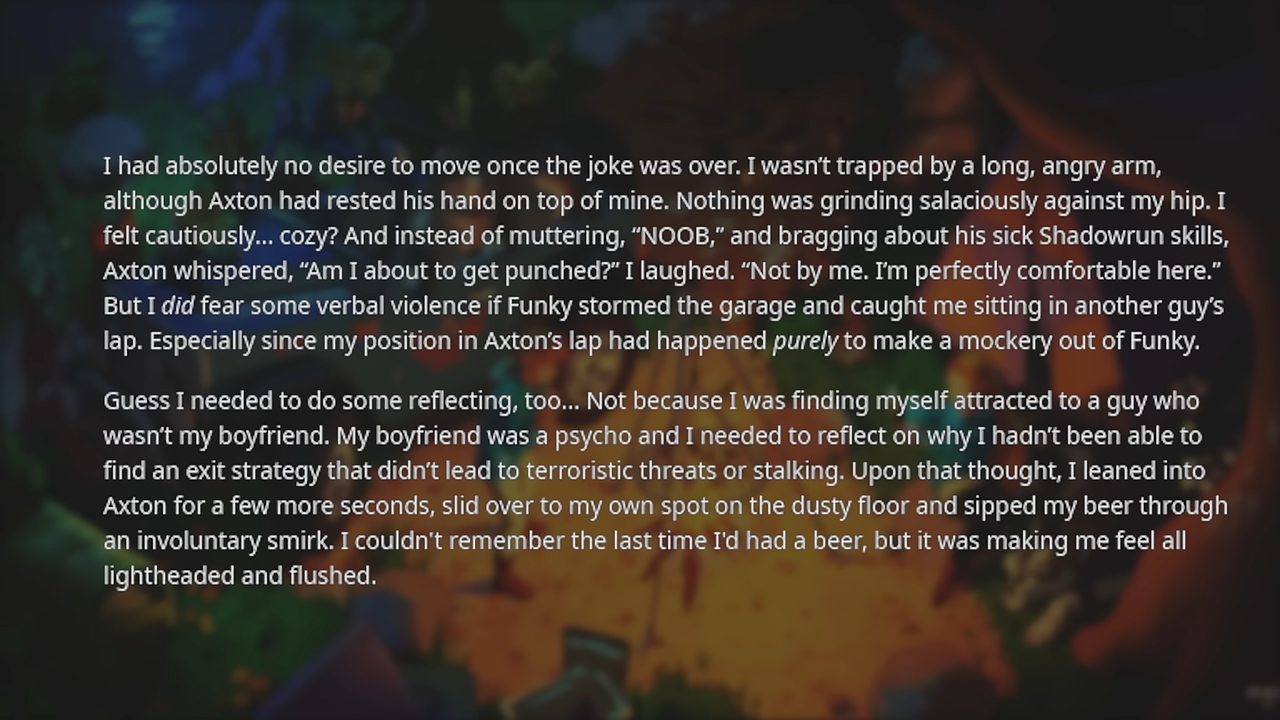 I had absolutely no desire to move once the joke was over. I wasn’t trapped by a long, angry arm,
although Axton had rested his hand on top of mine. Nothing was grinding salaciously against my hip. I
felt cautiously... cozy? And instead of muttering, “NOOB,” and bragging about his sick Shadowrun skills,
Axton whispered, “Am I about to get punched?” I laughed. “Not by me. I’m perfectly comfortable here.”
But I did fear some verbal violence if Funky stormed the garage and caught me sitting in another guy’s
lap. Especially since my position in Axton’s lap had happened purely to make a mockery out of Funky.
Guess I needed to do some reflecting, too... Not because I was finding myself attracted to a guy who
wasn’t my boyfriend. My boyfriend was a psycho and I needed to reflect on why I hadn’t been able to
find an exit strategy that didn’t lead to terroristic threats or stalking. Upon that thought, I leaned into
Axton for a few more seconds, slid over to my own spot on the dusty floor and sipped my beer through
an involuntary smirk. I couldn't remember the last time I'd had a beer, but it was making me feel all
lightheaded and flushed.